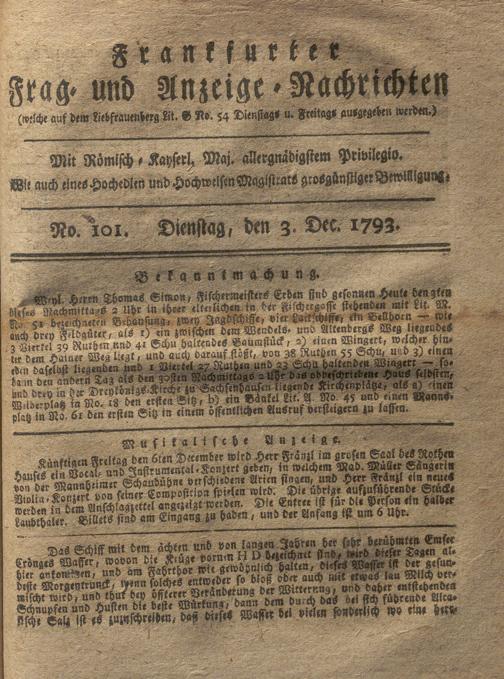 Frankfurter
Frag- und Anzeige-Nachrichten
(welche auf dem Liebfrauenberg Lit. G No. 54 Dienstags u. Freitags ausgegeben werden.)
Mit Römisch-Kayserl. Maj. allergnädigstem Privilegio.
Wie auch eines Hochedlen und Hochweisen Magistrats grosgünstiger Bewilligung.
No. 101. Dienstag, den 3. Dec. 1793.
Bekanntmachung.
Weyl. Herrn Thomas Simon, Fischermeisters Erben sind gesonnen Heute den
dieses Nachmittags 2 Uhr in ihrer elterlichen in der Fischergasse stehenden mit Lit. M.
No. 51 bezeichneten Behausung, zwey Jagdschiffe, vier Laitschiffe, ein Bellhorn — wie
auch drey Feldgüter, als 1) ein zwischen dem Wendels- und Altenbergs Weg liegendes
3 Viertel 39 Ruthen und 41 Schu haltendes Baumstück, 2) einen Wingert, welcher hin-
ter dem Hainer Weg liegt, und auch darauf stößt, von 38 Ruthen 55 Schu, und 3) einen
eben daselbst liegenden und 1 Viertel 27 Ruthen und 23 Schu haltenden Wingert — so-
dann den andern Tag als den Nachmittags 2 Uhr das obbeschriebene Haus selbsten,
und drey in der Dreykönigs-Kirche zu Sachsenhausen liegende Kirchenplätze, als a) einen
Weiberplatz in No. 18 den ersten Sitz, b) ein Bänkel Lit. A. No. 45 und einen Manns-
platz in No. 61 den ersten Sitz in einem öffentlichen Ausruf versteigern zu lassen.
Musikalische Anzeige.
Künftigen Freitag den 6ten December wird Herr Fränzl im grosen Saal des Rothen
Hauses ein Vocal- und Instrumental-Konzert geben, in welchem Mad. Müller Sängerin
von der Mannheimer Schaubühne verschiedene Arien singen, und Herr Fränzl ein neues
Violin-Konzert von seiner Composition spielen wird. Die übrige aufzuführende Stücke
werden in dem Anschlagzettel angezeigt werden. Die Entree ist für die Person ein halber
Laubthaler. Billets sind am Eingang zu haben, und der Anfang ist um 6 Uhr.
Das Schiff mit dem ächten und von langen Jahren her sehr berühmten Emser
Crönges Wasser, wovon die Krüge vornen H D bezeichnet sind, wird dieser Tagen al-
hier ankommen, und am Fahrthor wie gewöhnlich halten, dieses Wasser ist der gesun-
deste Morgentrunck, wenn solches entweder so bloß oder auch mit etwas lau Milch ver-
mischt wird, und thut bey öfterer Veränderung der Witterung, und daher entstehenden
Schnupfen und Husten die beste Würkung, dann dem durch das bei sich führende Alca-
lische Salz ist es zuzuschreiben, daß dieses Wasser bei vielen sonderlich wo eine